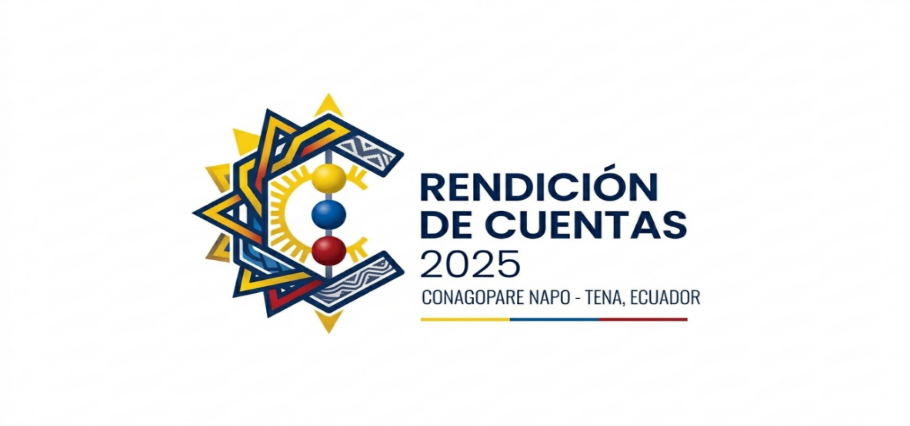 RENDICIÓN
DE CUENTAS
2025
CONAGOPARE NAPO - TENA, ECUADOR